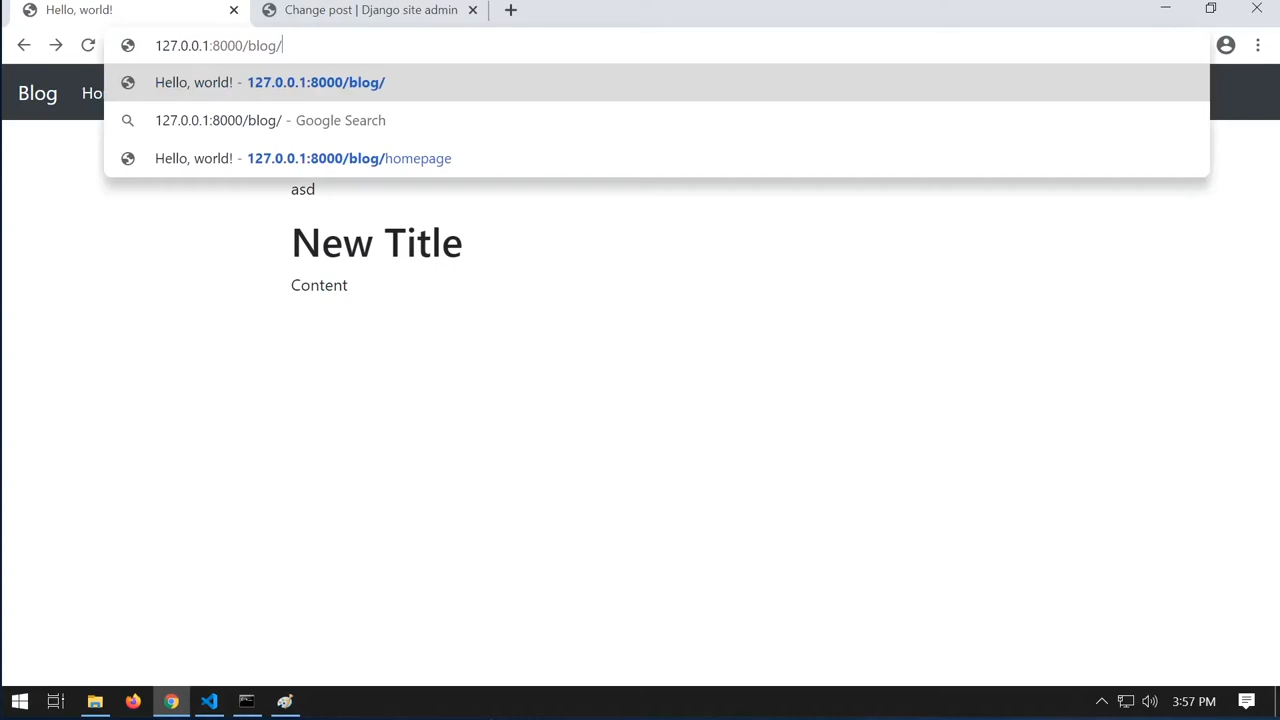 Hello, world!
Change post | Django site admin
127.0.0.1:8000/blog/
Hello, world! - 127.0.0.1:8000/blog/
127.0.0.1:8000/blog/ - Google Search
Hello, world! - 127.0.0.1:8000/blog/homepage
Blog Ho
asd
New Title
Content
3:57 PM